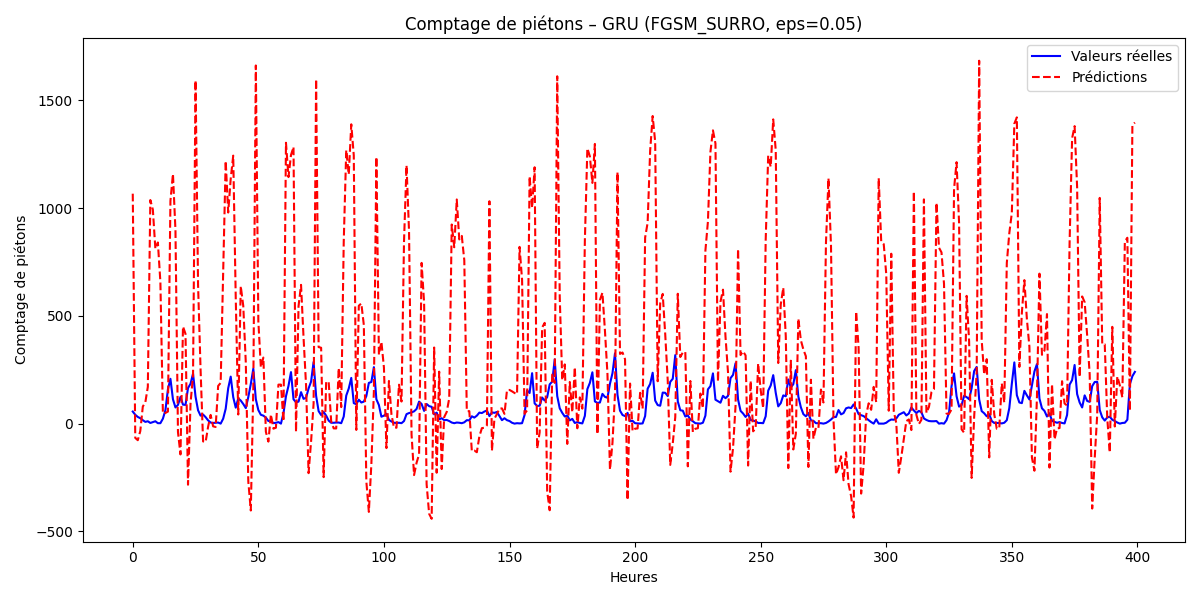 Comptage de piétons – GRU (FGSM_SURRO, eps=0.05)
Valeurs réelles
Prédictions
Comptage de piétons
1500
1000
500
0
−500
0 50 100 150 200 250 300 350 400
Heures